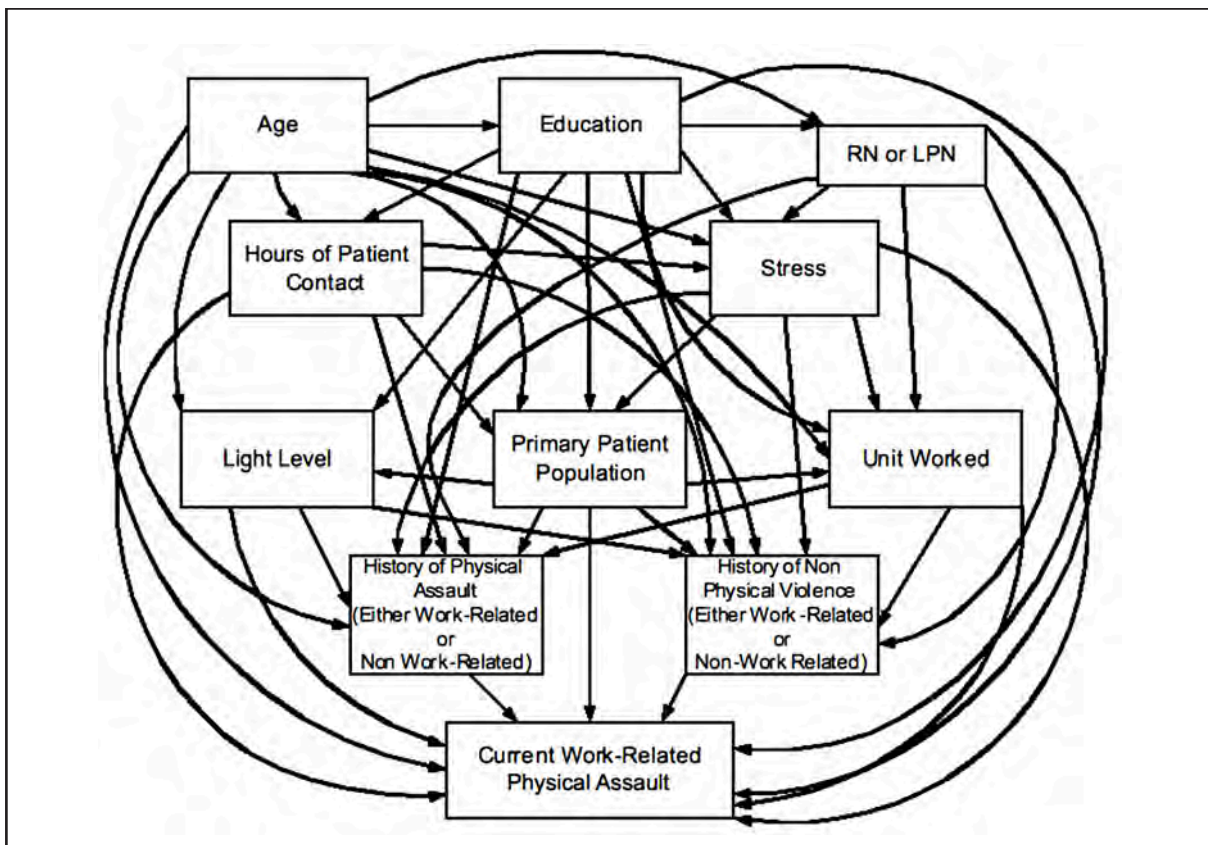 Age
Education
RN or LPN
Hours of Patient
Contact
Stress
Light Level
Primary Patient
Population
Unit Worked
History of Physical
Assault
(Either Work-Related
or
Non Work-Related)
History of Non
Physical Violence
(Either Work-Related
or
Non-Work Related)
Current Work-Related
Physical Assault